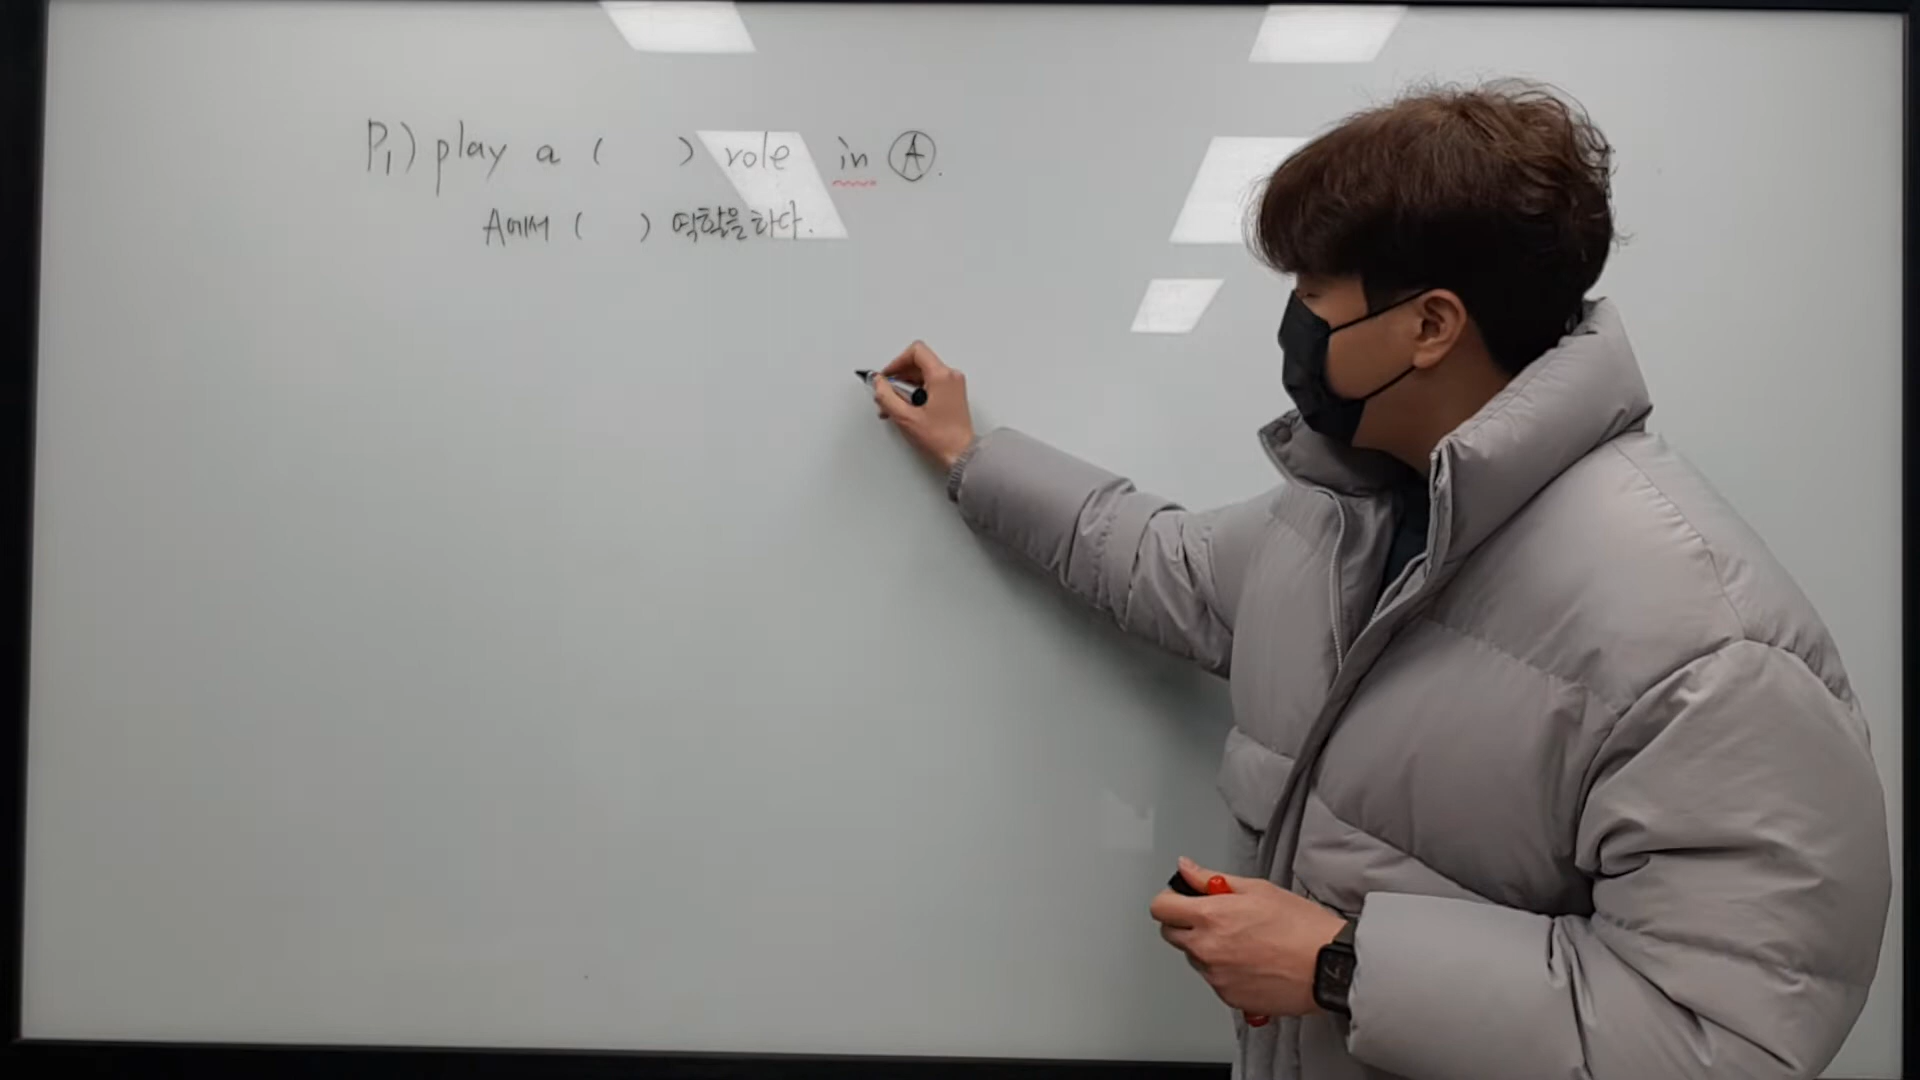 P1) play a (   ) role in Ⓐ.
A에서 (   ) 역할을 하다.